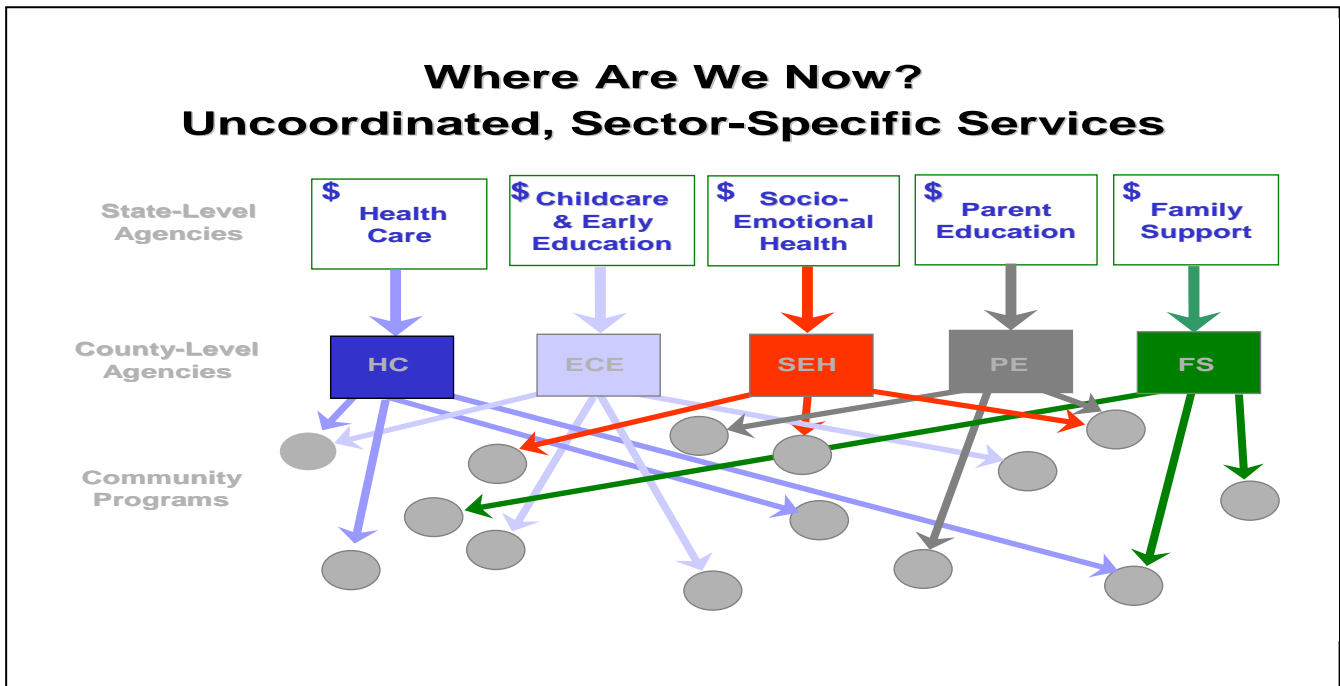 Where Are We Now?
Uncoordinated, Sector-Specific Services
State-Level
Agencies
$
Health
Care
$
Childcare
& Early
Education
$
Socio-
Emotional
Health
$
Parent
Education
$
Family
Support
County-Level
Agencies
HC
ECE
SEH
PE
FS
Community
Programs